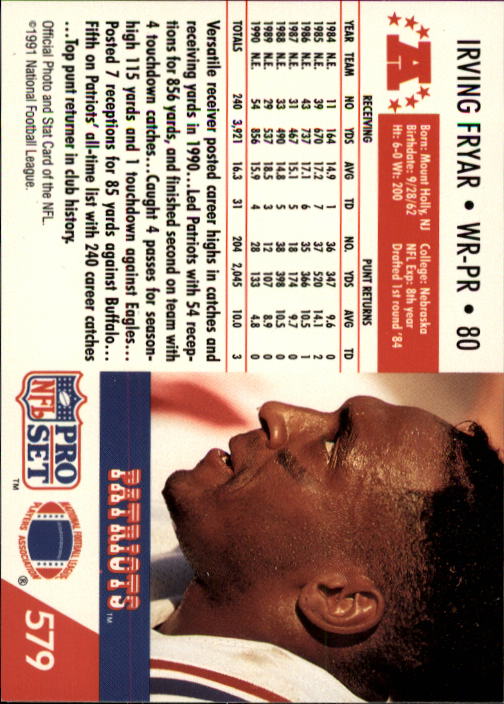 IRVING FRYAR • WR-PR • 80
A
Born: Mount Holly, NJ College: Nebraska
Birthdate: 9/28/62 NFL Exp: 8th year
Ht: 6-0 Wt: 200 Drafted 1st round '84
RECEIVING PUNT RETURNS
YEAR TEAM NO YDS AVG TD NO. YDS AVG TD
1984 N.E. 11 164 14.9 1 36 347 9.6 0
1985 N.E. 39 670 17.2 7 37 520 14.1 2
1986 N.E. 43 737 17.1 6 35 366 10.5 1
1987 N.E. 31 467 15.1 5 18 174 9.7 0
1988 N.E. 33 490 14.8 5 38 398 10.5 0
1989 N.E. 29 537 18.5 3 12 107 8.9 0
1990 N.E. 54 856 15.9 4 28 133 4.8 0
TOTALS 240 3,921 16.3 31 204 2,045 10.0 3
Versatile receiver posted career highs in catches and
receiving yards in 1990...Led Patriots with 54 recep-
tions for 856 yards, and finished second on team with
4 touchdown catches...Caught 4 passes for season-
high 115 yards and 1 touchdown against Eagles...
Posted 7 receptions for 85 yards against Buffalo...
Fifth on Patriots' all-time list with 240 career catches
...Top punt returner in club history.
Official Photo and Stat Card of the NFL.
©1991 National Football League.
PATRIOTS™
NFL
PRO
SET
™
NATIONAL FOOTBALL LEAGUE
PLAYERS ASSOCIATION
®
579